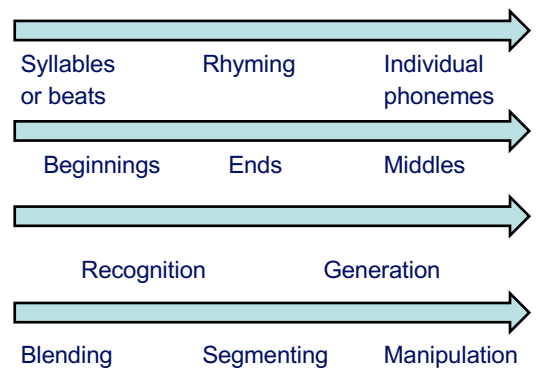 Syllables or beats Rhyming Individual phonemes
Beginnings Ends Middles
Recognition Generation
Blending Segmenting Manipulation